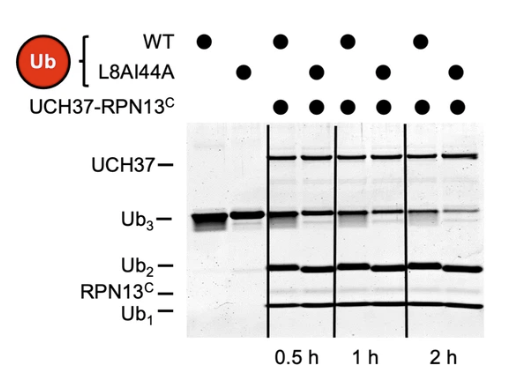 WT
Ub
L8AI44A
UCH37-RPN13ᶜ
UCH37
Ub₃
Ub₂
RPN13ᶜ
Ub₁
0.5 h 1 h 2 h